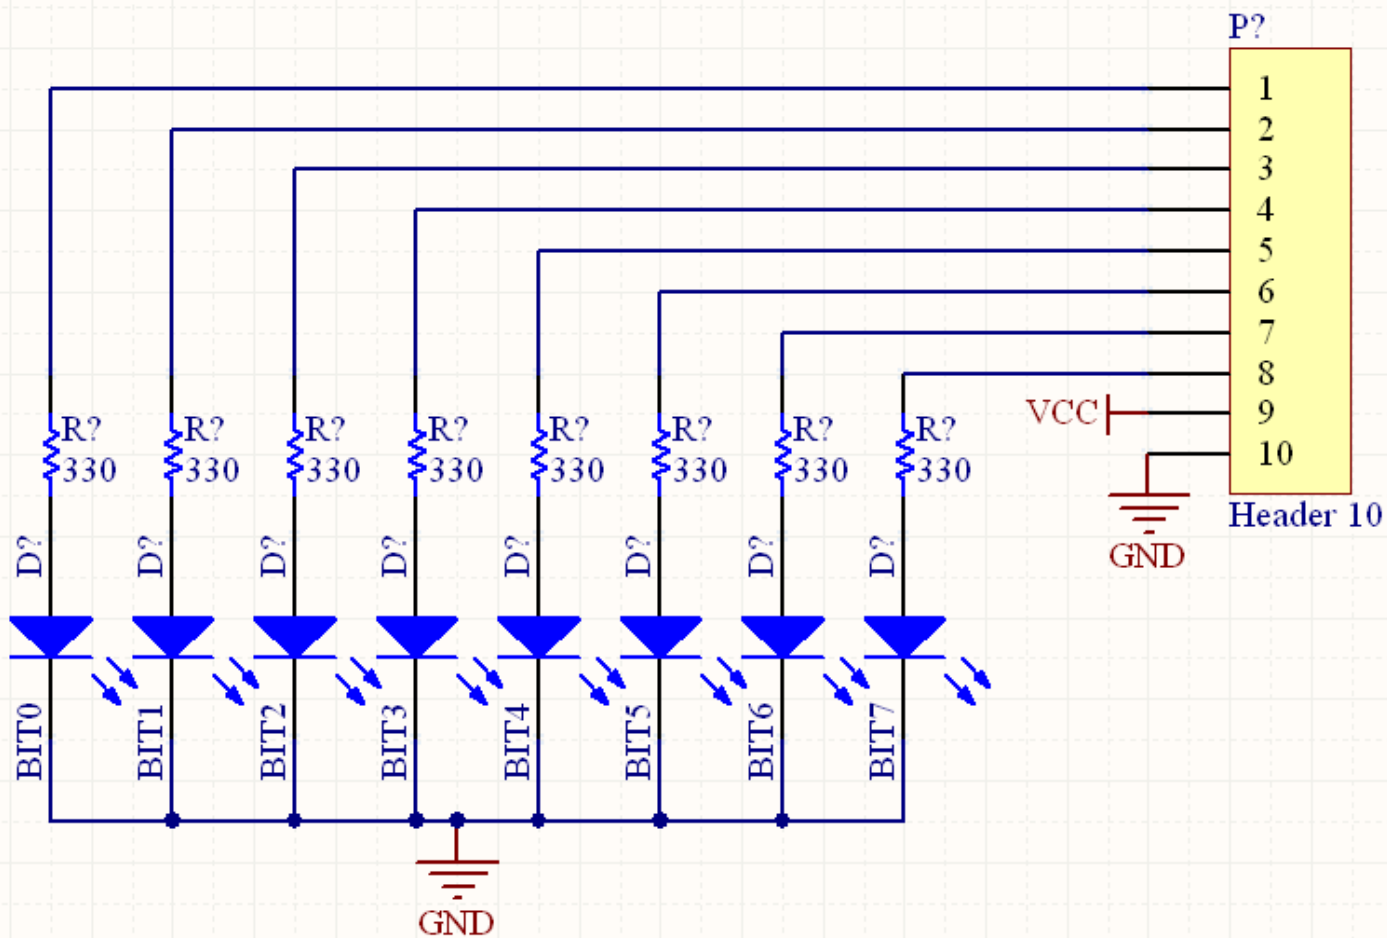 P?
1
2
3
4
5
6
7
8
VCC 9
10
R? R? R? R? R? R? R? R?
330 330 330 330 330 330 330 330
Header 10
GND
D? D? D? D? D? D? D? D?
BIT0 BIT1 BIT2 BIT3 BIT4 BIT5 BIT6 BIT7
GND